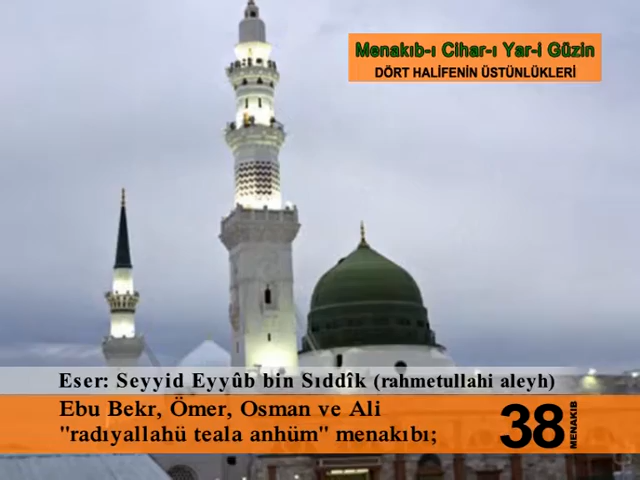 Menakıb-ı Cihar-ı Yar-i Güzin
DÖRT HALİFENİN ÜSTÜNLÜKLERİ
Eser: Seyyid Eyyûb bin Sıddîk (rahmetullahi aleyh)
Ebu Bekr, Ömer, Osman ve Ali
"radıyallahü teala anhüm" menakıbı;
38
MENAKIB